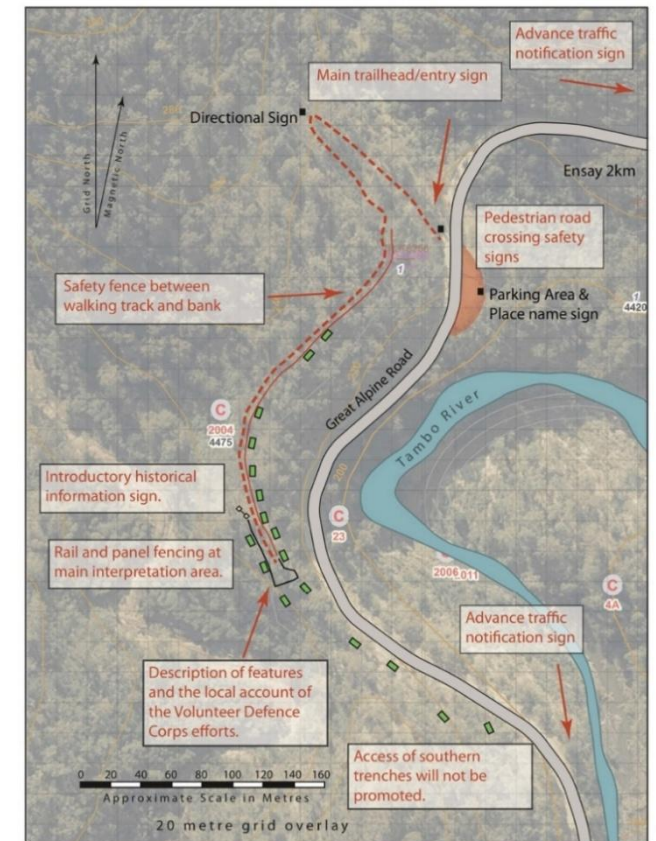 Advance traffic
notification sign
Main trailhead/entry sign
Directional Sign
Grid North
Magnetic North
Ensay 2km
Pedestrian road
crossing safety
signs
Safety fence between
walking track and bank
1
Parking Area &
Place name sign
1
4420
Great Alpine Road
Tambo River
C
2004
4475
200
Introductory historical
information sign.
C
23
Rail and panel fencing at
main interpretation area.
C
2006
C
4A
Advance traffic
notification sign
Description of features
and the local account of
the Volunteer Defence
Corps efforts.
Access of southern
trenches will not be
promoted.
0 20 40 60 80 100 120 140 160
Approximate Scale in Metres
20 metre grid overlay